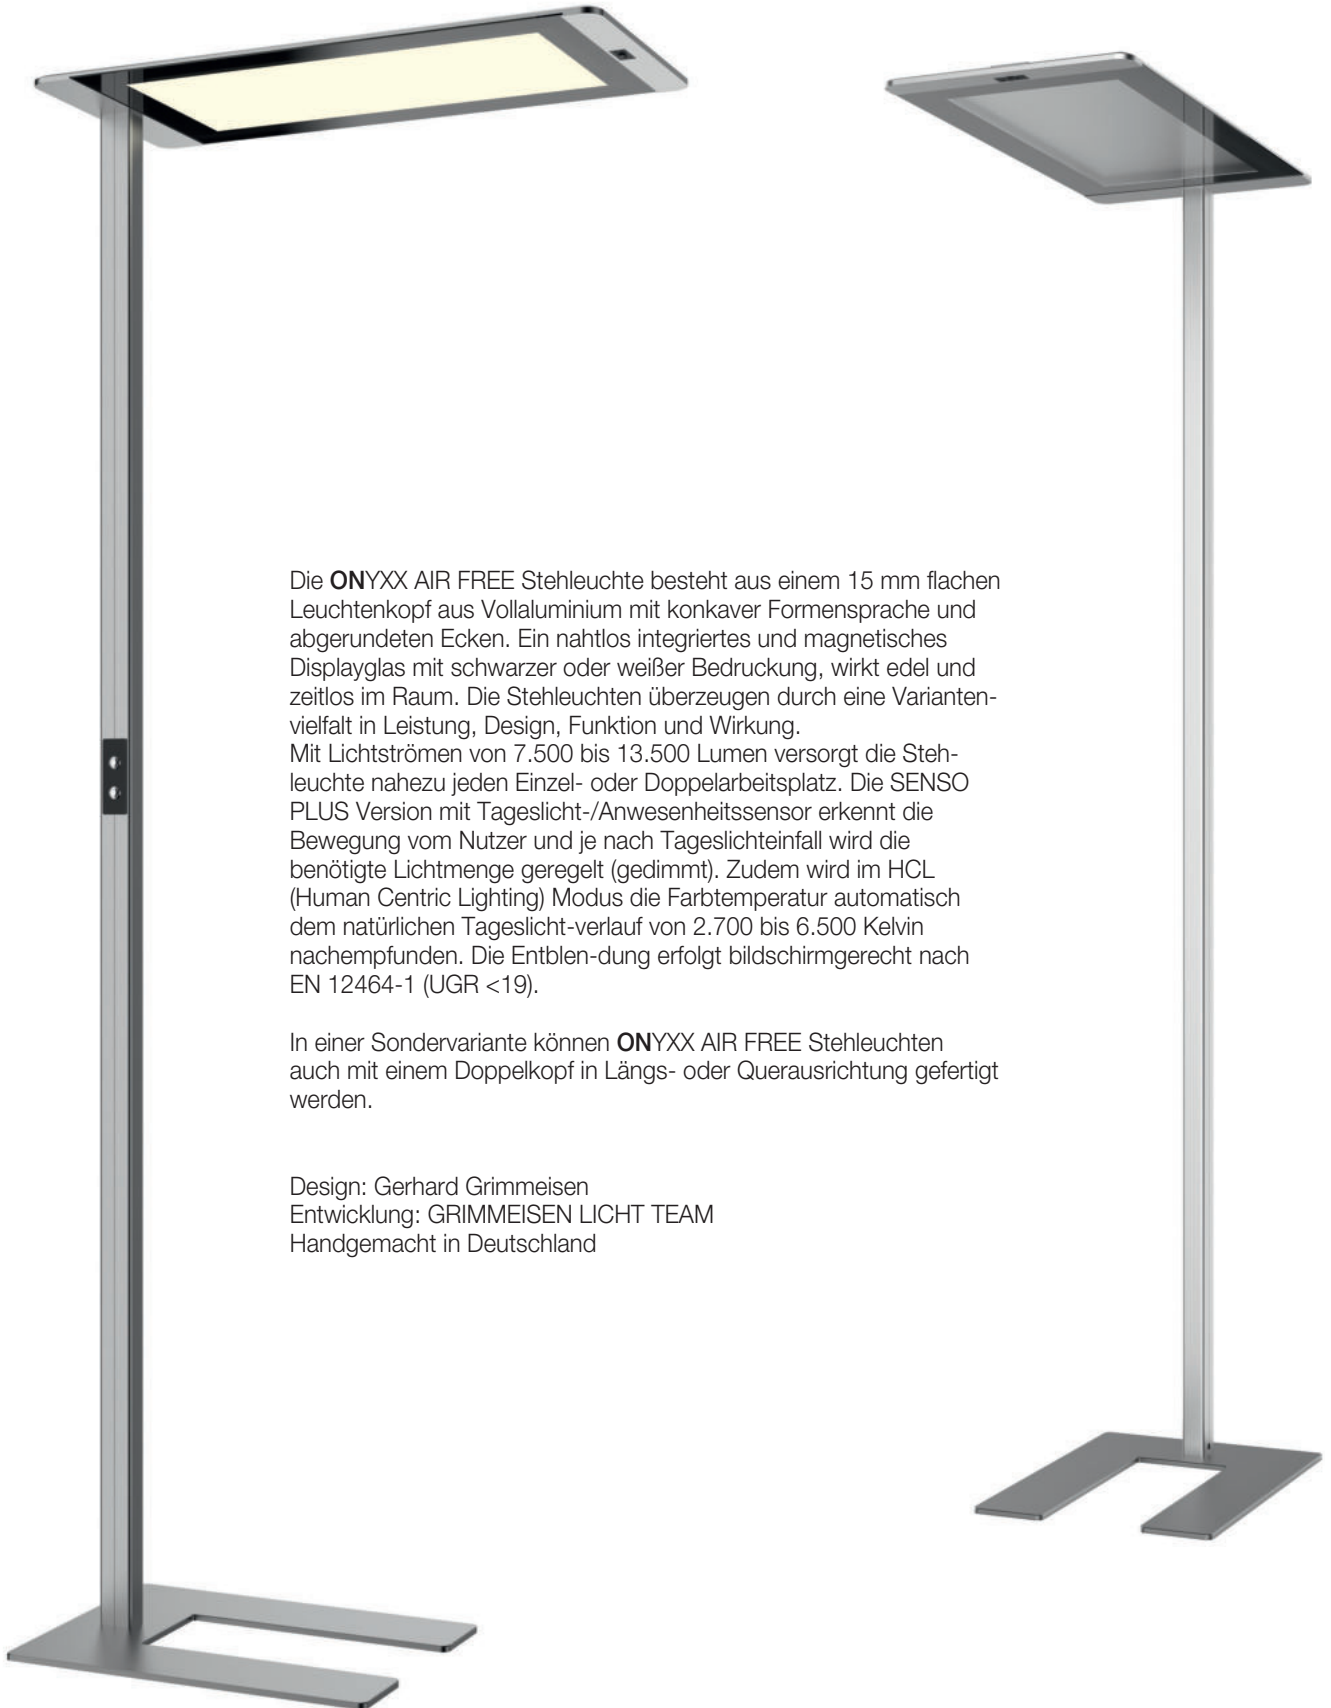 Die ONYXX AIR FREE Stehleuchte besteht aus einem 15 mm flachen
Leuchtenkopf aus Vollaluminium mit konkaver Formensprache und
abgerundeten Ecken. Ein nahtlos integriertes und magnetisches
Displayglas mit schwarzer oder weißer Bedruckung, wirkt edel und
zeitlos im Raum. Die Stehleuchten überzeugen durch eine Varianten-
vielfalt in Leistung, Design, Funktion und Wirkung.
Mit Lichtströmen von 7.500 bis 13.500 Lumen versorgt die Steh-
leuchte nahezu jeden Einzel- oder Doppelarbeitsplatz. Die SENSO
PLUS Version mit Tageslicht-/Anwesenheitssensor erkennt die
Bewegung vom Nutzer und je nach Tageslichteinfall wird die
benötigte Lichtmenge geregelt (gedimmt). Zudem wird im HCL
(Human Centric Lighting) Modus die Farbtemperatur automatisch
dem natürlichen Tageslicht-verlauf von 2.700 bis 6.500 Kelvin
nachempfunden. Die Entblen-dung erfolgt bildschirmgerecht nach
EN 12464-1 (UGR <19).
In einer Sondervariante können ONYXX AIR FREE Stehleuchten
auch mit einem Doppelkopf in Längs- oder Querausrichtung gefertigt
werden.
Design: Gerhard Grimmeisen
Entwicklung: GRIMMEISEN LICHT TEAM
Handgemacht in Deutschland